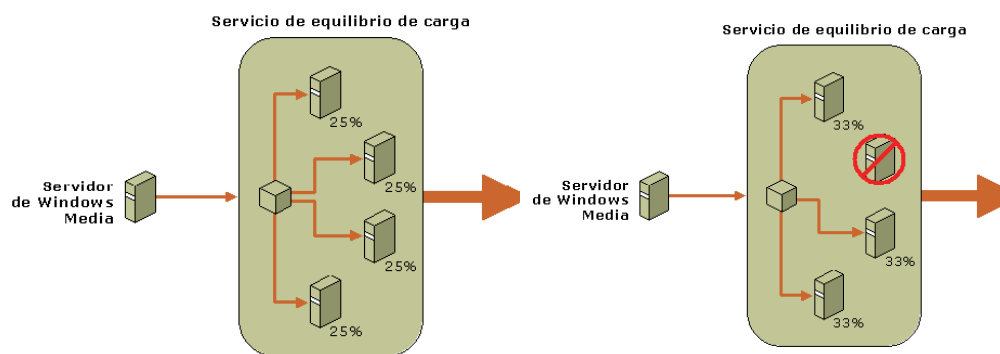 Servicio de equilibrio de carga
25%
25%
Servidor
de Windows
Media
25%
25%
Servicio de equilibrio de carga
33%
Servidor
de Windows
Media
33%
33%